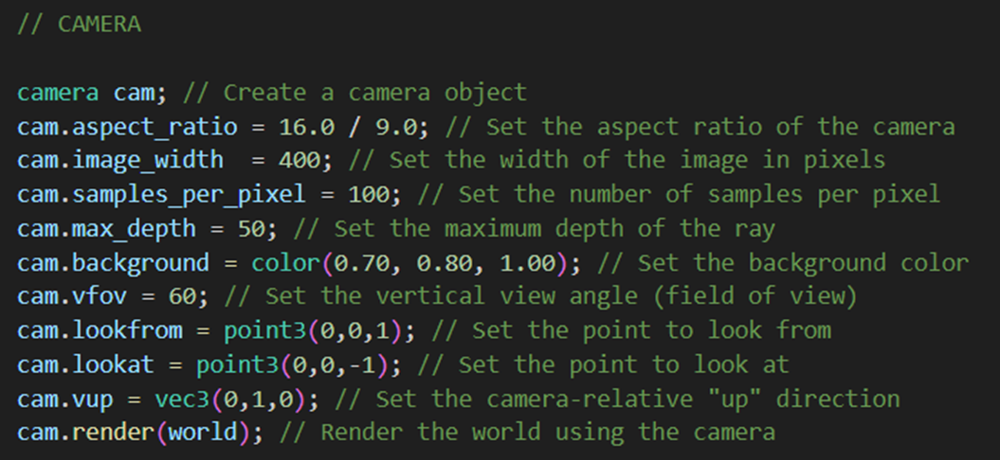 // CAMERA
camera cam; // Create a camera object
cam.aspect_ratio = 16.0 / 9.0; // Set the aspect ratio of the camera
cam.image_width  = 400; // Set the width of the image in pixels
cam.samples_per_pixel = 100; // Set the number of samples per pixel
cam.max_depth = 50; // Set the maximum depth of the ray
cam.background = color(0.70, 0.80, 1.00); // Set the background color
cam.vfov = 60; // Set the vertical view angle (field of view)
cam.lookfrom = point3(0,0,1); // Set the point to look from
cam.lookat = point3(0,0,-1); // Set the point to look at
cam.vup = vec3(0,1,0); // Set the camera-relative "up" direction
cam.render(world); // Render the world using the camera